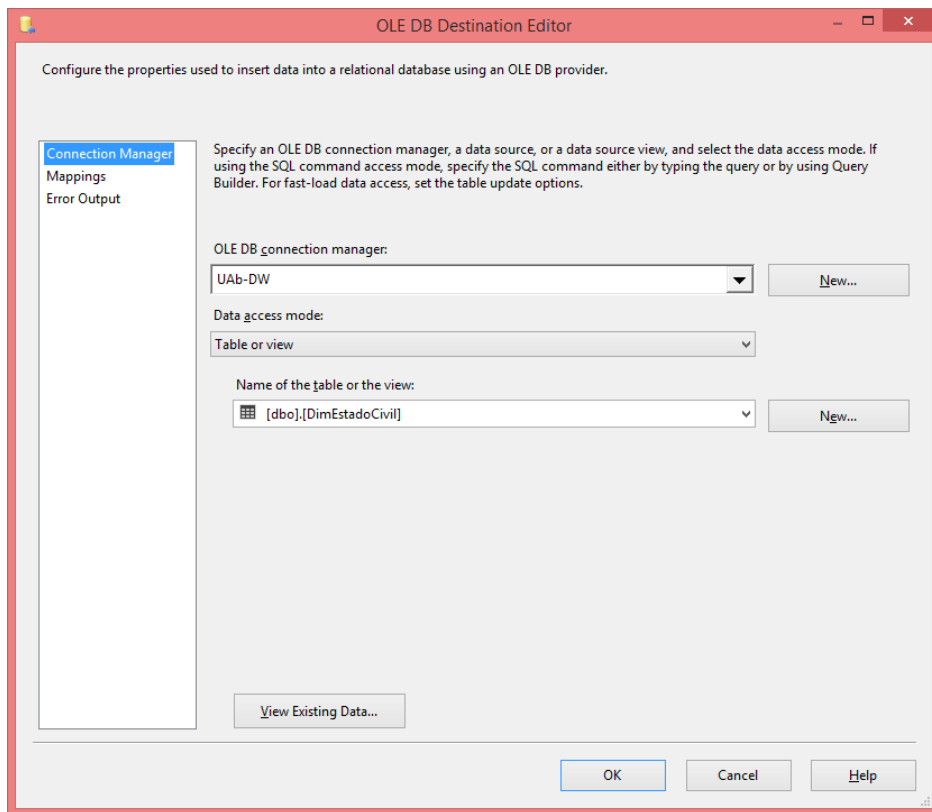 OLE DB Destination Editor
Configure the properties used to insert data into a relational database using an OLE DB provider.
Connection Manager
Mappings
Error Output
Specify an OLE DB connection manager, a data source, or a data source view, and select the data access mode. If
using the SQL command access mode, specify the SQL command either by typing the query or by using Query
Builder. For fast-load data access, set the table update options.
OLE DB connection manager:
UAb-DW
New...
Data access mode:
Table or view
Name of the table or the view:
[dbo].[DimEstadoCivil]
New...
View Existing Data...
OK
Cancel
Help